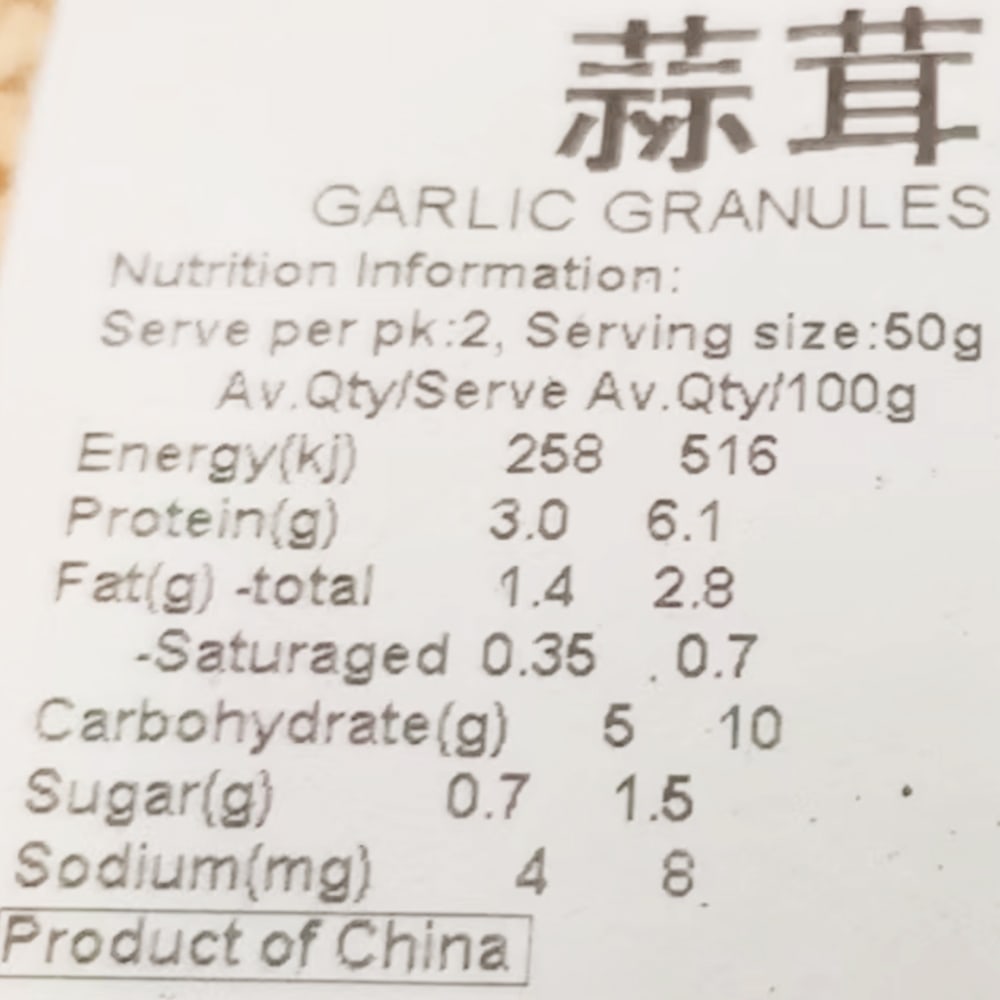 蒜茸
GARLIC GRANULES
Nutrition Information:
Serve per pk:2, Serving size:50g
Av.Qty/Serve Av.Qty/100g
Energy(kj) 258 516
Protein(g) 3.0 6.1
Fat(g) -total 1.4 2.8
-Saturaged 0.35 0.7
Carbohydrate(g) 5 10
Sugar(g) 0.7 1.5
Sodium(mg) 4 8
Product of China